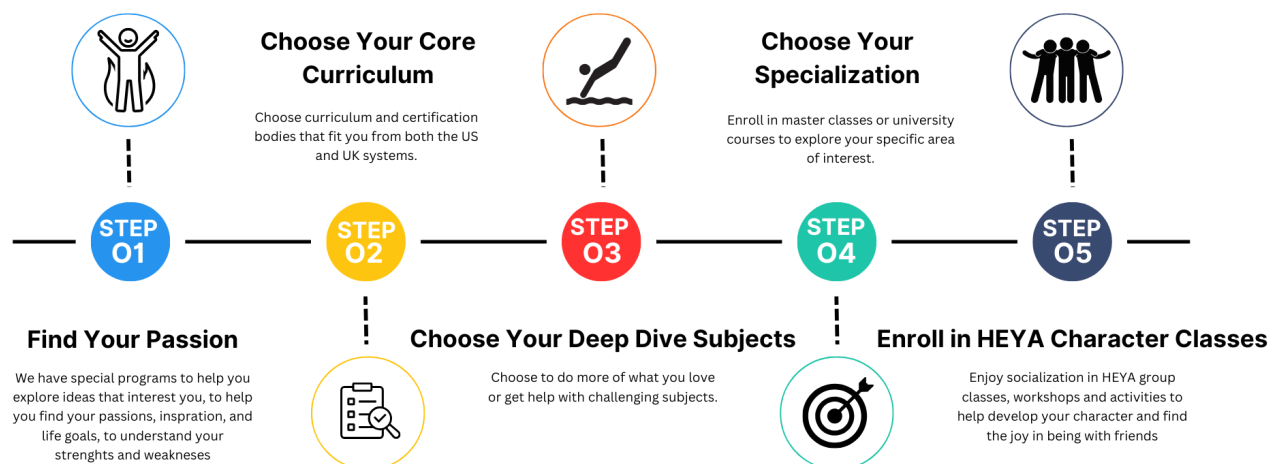 Choose Your Core
Curriculum
Choose curriculum and certification
bodies that fit you from both the US
and UK systems.
Choose Your
Specialization
Enroll in master classes or university
courses to explore your specific area
of interest.
STEP
01
STEP
02
STEP
03
STEP
04
STEP
05
Find Your Passion
We have special programs to help you
explore ideas that interest you, to help
you find your passions, inspration, and
life goals, to understand your
strenghts and weakneses
Choose Your Deep Dive Subjects
Choose to do more of what you love
or get help with challenging subjects.
Enroll in HEYA Character Classes
Enjoy socialization in HEYA group
classes, workshops and activities to
help develop your character and find
the joy in being with friends